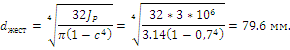 d_жест = ⁴√(32J_P / π(1 − c⁴)) = ⁴√(32 * 3 * 10⁶ / 3.14(1 − 0,7⁴)) = 79.6 мм.